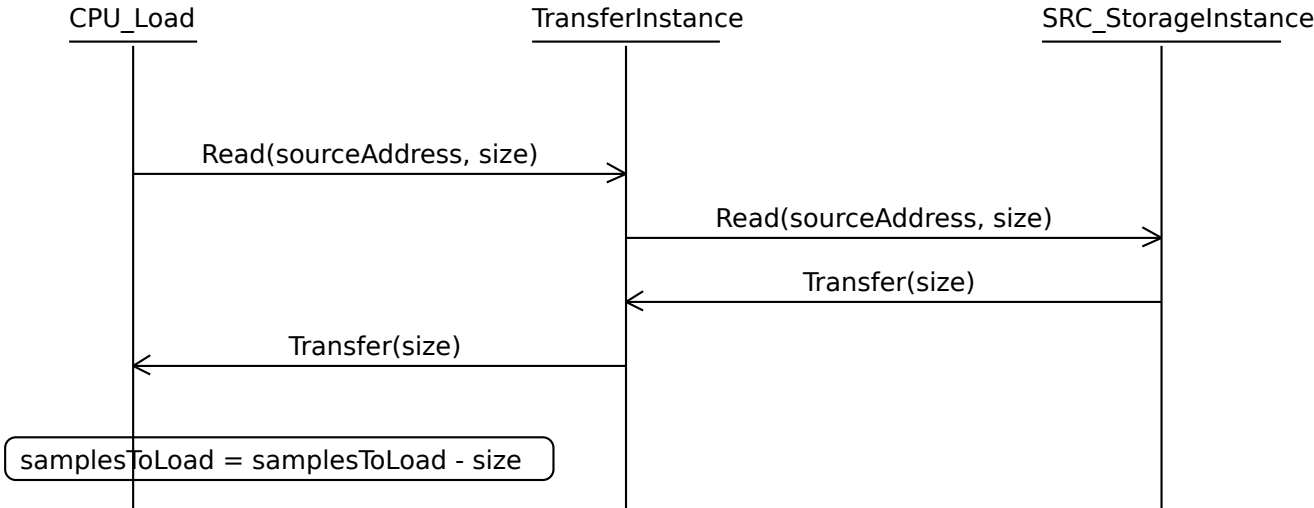 CPU_Load
TransferInstance
SRC_StorageInstance
Read(sourceAddress, size)
Read(sourceAddress, size)
Transfer(size)
Transfer(size)
samplesToLoad = samplesToLoad - size